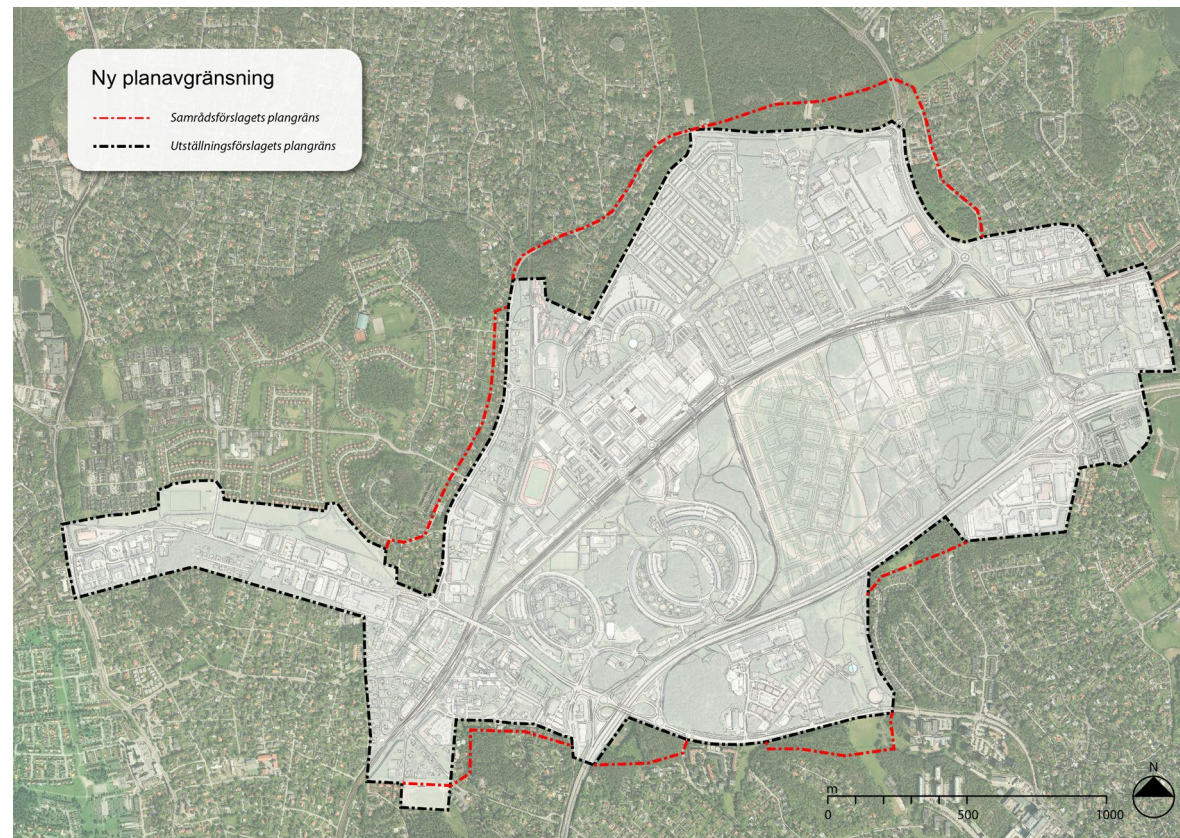 Ny planavgränsning
Samrådsförslagets plangräns
Utställningsförslagets plangräns
N
m
0 500 1000